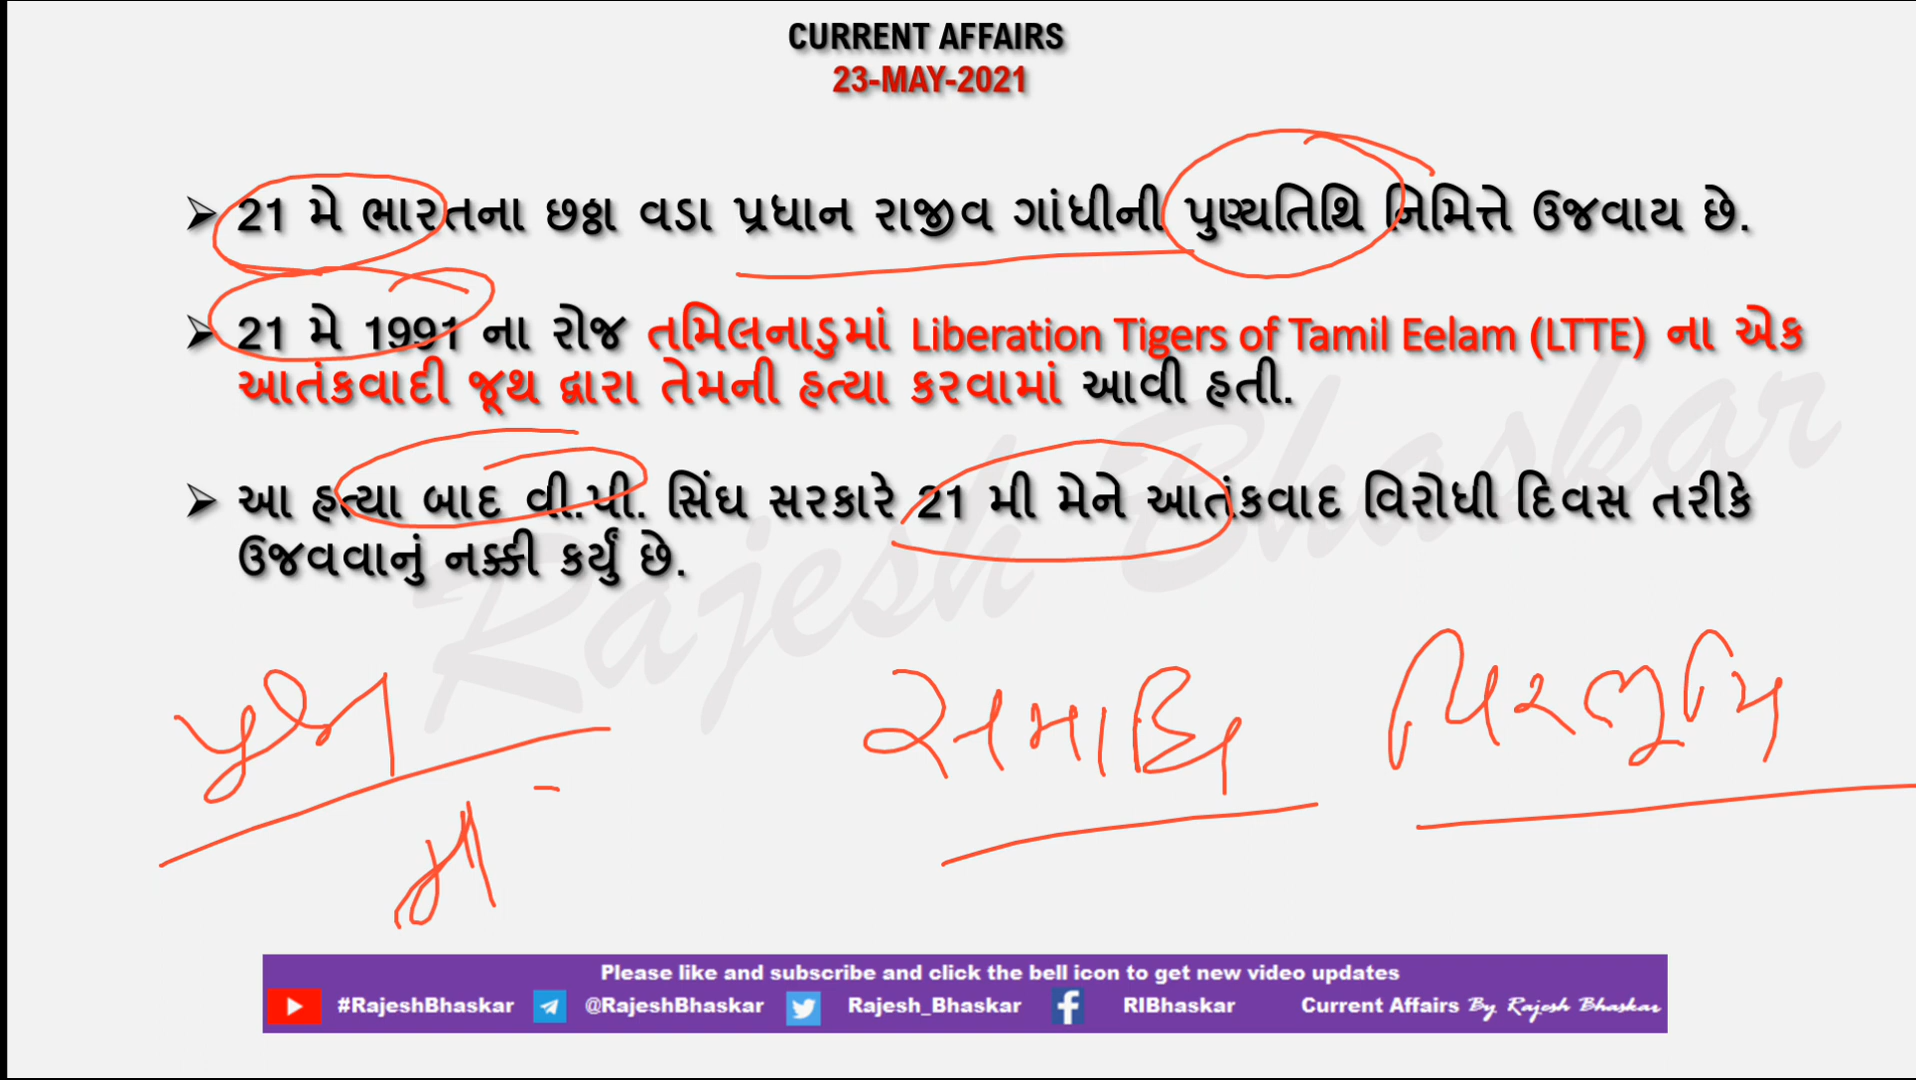 CURRENT AFFAIRS
23-MAY-2021
➢ 21 મે ભારતના છઠ્ઠા વડા પ્રધાન રાજીવ ગાંધીની પુણ્યતિથિ નિમિત્તે ઉજવાય છે.
➢ 21 મે 1991 ના રોજ તમિલનાડુમાં Liberation Tigers of Tamil Eelam (LTTE) ના એક
આતંકવાદી જૂથ દ્વારા તેમની હત્યા કરવામાં આવી હતી.
➢ આ હત્યા બાદ વી.પી. સિંઘ સરકારે 21 મી મેને આતંકવાદ વિરોધી દિવસ તરીકે
ઉજવવાનું નક્કી કર્યું છે.
Rajesh Bhaskar
સમાધિ
Please like and subscribe and click the bell icon to get new video updates
#RajeshBhaskar @RajeshBhaskar Rajesh_Bhaskar RIBhaskar Current Affairs By Rajesh Bhaskar